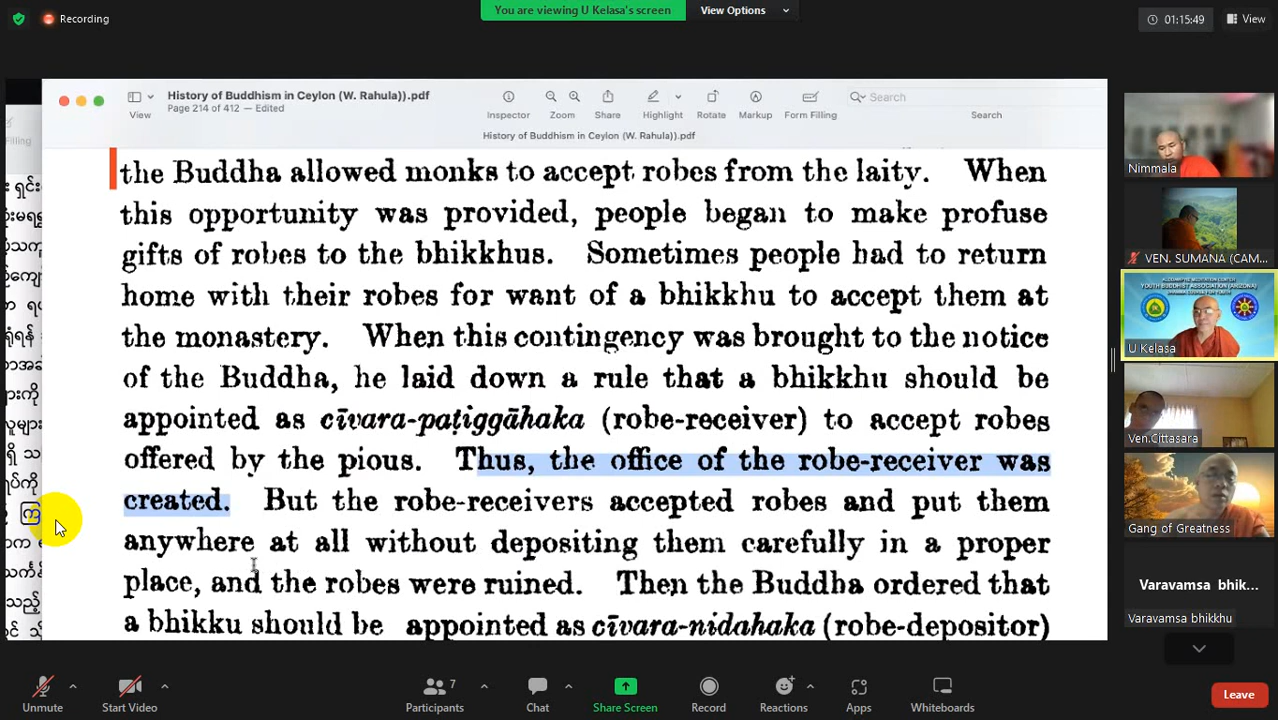 Recording
You are viewing U Kelasa's screen
View Options
01:15:49
View
History of Buddhism in Ceylon (W. Rahula)).pdf
Page 214 of 412 — Edited
View
Inspector
Zoom
Share
Highlight
Rotate
Markup
Form Filling
Search
Search
History of Buddhism in Ceylon (W. Rahula)).pdf
the Buddha allowed monks to accept robes from the laity. When
this opportunity was provided, people began to make profuse
gifts of robes to the bhikkhus. Sometimes people had to return
home with their robes for want of a bhikkhu to accept them at
the monastery. When this contingency was brought to the notice
of the Buddha, he laid down a rule that a bhikkhu should be
appointed as cīvara-paṭiggāhaka (robe-receiver) to accept robes
offered by the pious. Thus, the office of the robe-receiver was
created. But the robe-receivers accepted robes and put them
anywhere at all without depositing them carefully in a proper
place, and the robes were ruined. Then the Buddha ordered that
a bhikku should be appointed as cīvara-nidahaka (robe-depositor)
Nimmala
VEN. SUMANA (CAM...
YOUTH BUDDHIST ASSOCIATION (ARIZONA)
U Kelasa
Ven.Cittasara
Gang of Greatness
Varavamsa bhik...
Varavamsa bhikkhu
Unmute
Start Video
7
Participants
Chat
Share Screen
Record
Reactions
Apps
Whiteboards
Leave